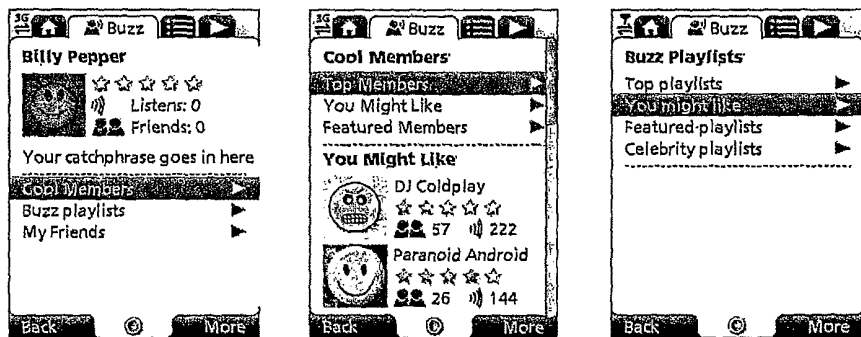 3G
Buzz
Billy Pepper
Listens: 0
Friends: 0
Your catchphrase goes in here
Cool Members
Buzz playlists
My Friends
Back
More
3G
Buzz
Cool Members
Top Members
You Might Like
Featured Members
You Might Like
DJ Coldplay
57 222
Paranoid Android
26 144
Back
More
Buzz
Buzz Playlists
Top playlists
You might like
Featured-playlists
Celebrity playlists
Back
More